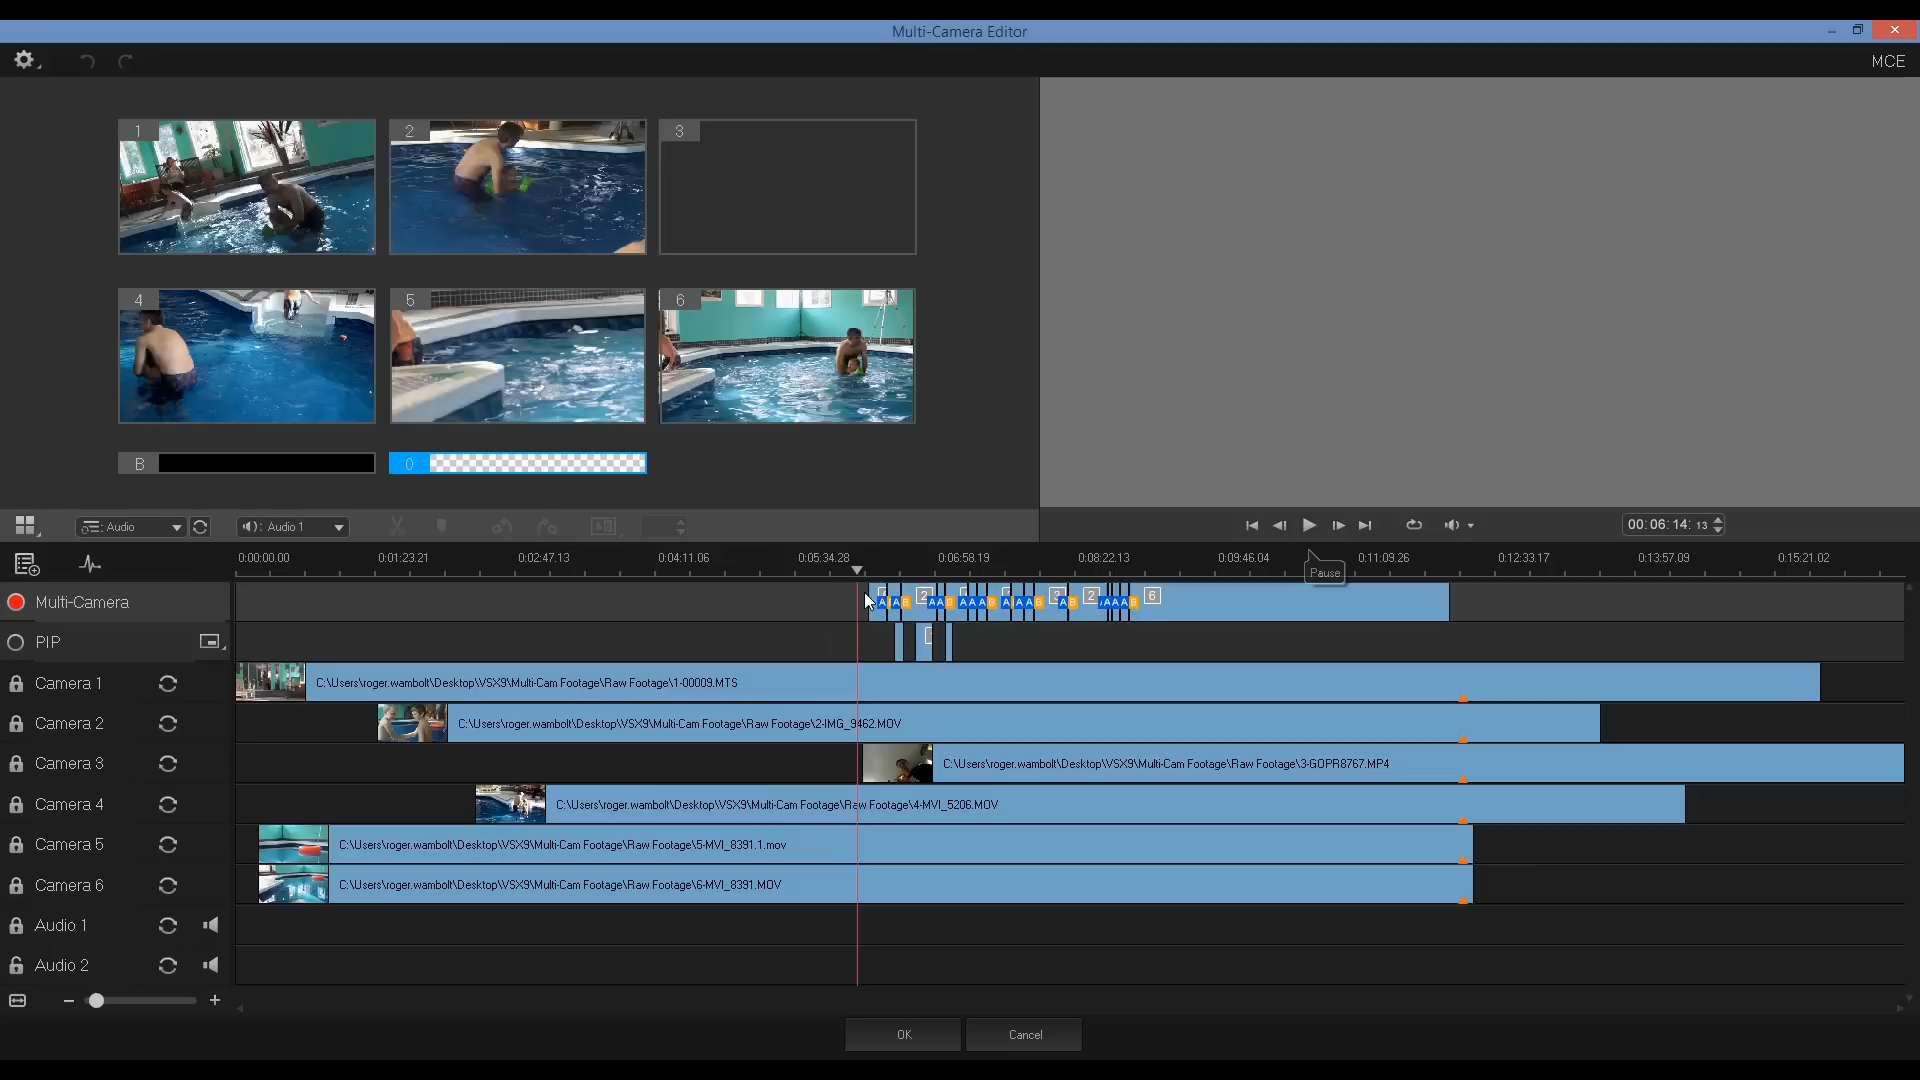 Multi-Camera Editor
MCE
1
2
3
4
5
6
B
0
Audio
Audio 1
00:06:14: 13
0:00:00.00 0:01:23.21 0:02:47.13 0:04:11.06 0:05:34.28 0:06:58.19 0:08:22.13 0:09:46.04 0:11:09.26 0:12:33.17 0:13:57.09 0:15:21.02
Pause
Multi-Camera
2 3 2 6
A A B A A B A A A B A A A B A B A A A B
PIP
Camera 1
C:\Users\roger.wambolt\Desktop\VSX9\Multi-Cam Footage\Raw Footage\1-00009.MTS
Camera 2
C:\Users\roger.wambolt\Desktop\VSX9\Multi-Cam Footage\Raw Footage\2-IMG_9462.MOV
Camera 3
C:\Users\roger.wambolt\Desktop\VSX9\Multi-Cam Footage\Raw Footage\3-GOPR8767.MP4
Camera 4
C:\Users\roger.wambolt\Desktop\VSX9\Multi-Cam Footage\Raw Footage\4-MVI_5206.MOV
Camera 5
C:\Users\roger.wambolt\Desktop\VSX9\Multi-Cam Footage\Raw Footage\5-MVI_8391.1.mov
Camera 6
C:\Users\roger.wambolt\Desktop\VSX9\Multi-Cam Footage\Raw Footage\6-MVI_8391.MOV
Audio 1
Audio 2
OK
Cancel